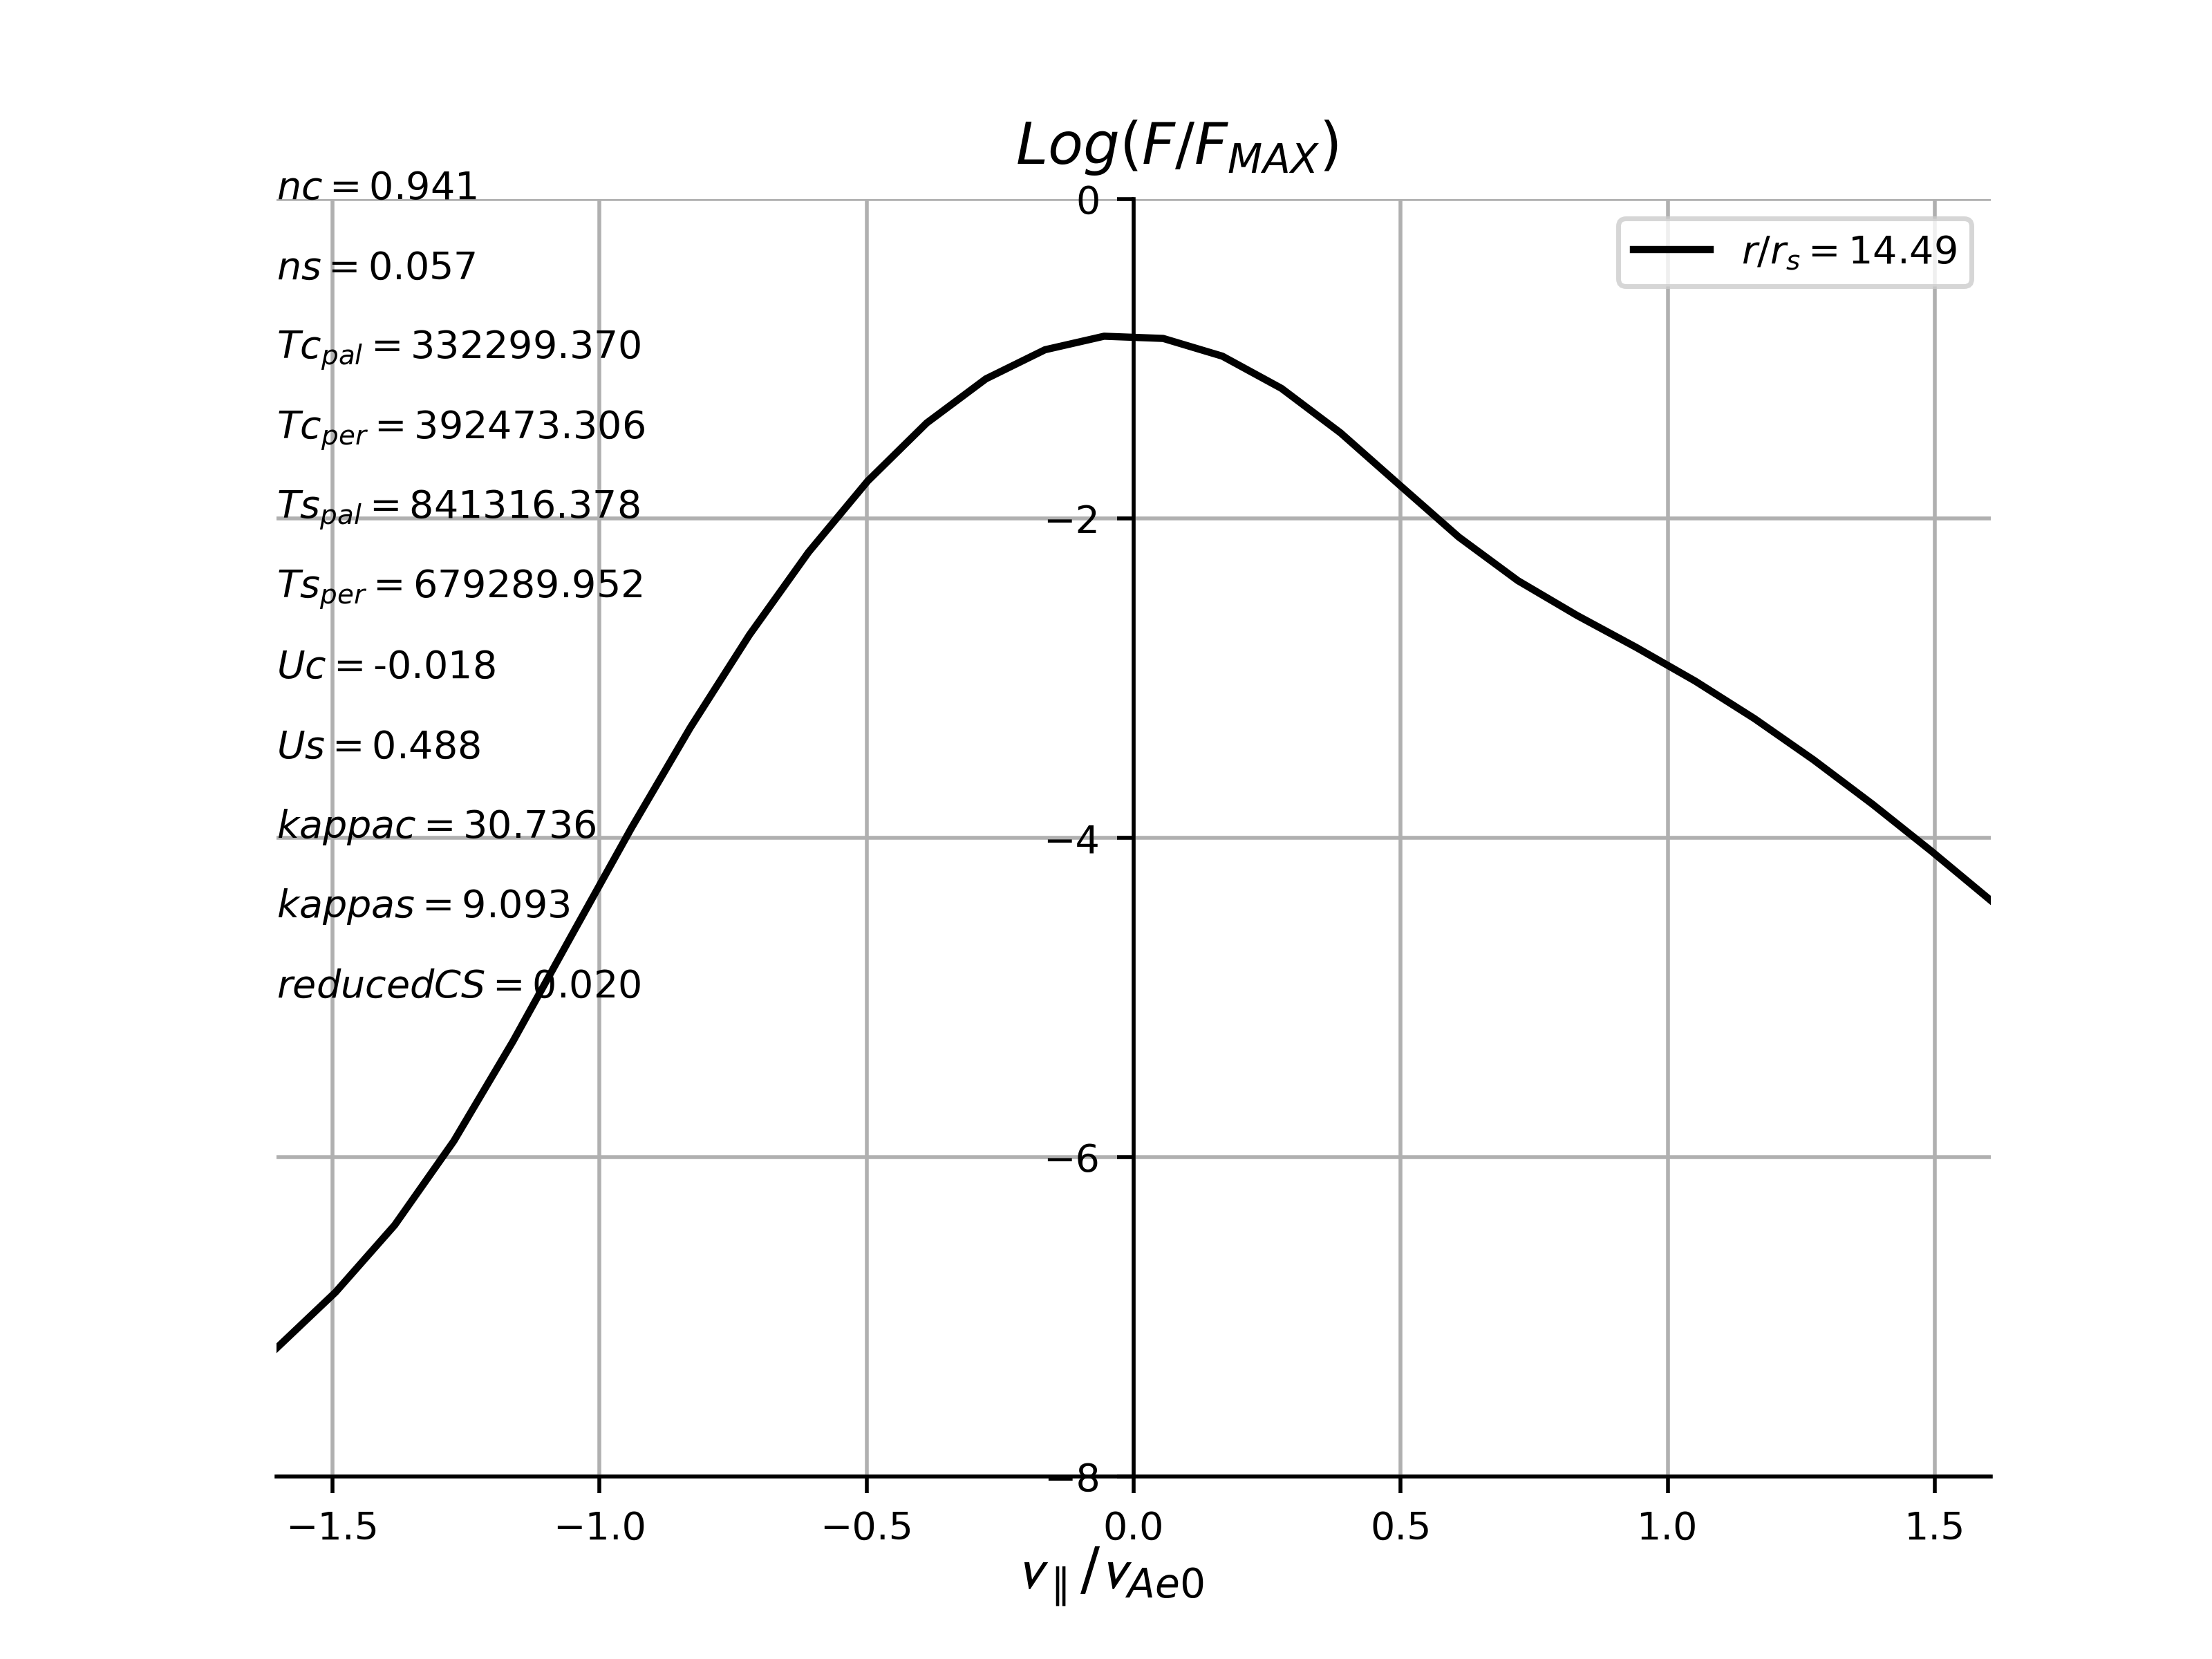 Log(F/F_MAX)
nc = 0.941
ns = 0.057
Tc_pal = 332299.370
Tc_per = 392473.306
Ts_pal = 841316.378
Ts_per = 679289.952
Uc = -0.018
Us = 0.488
kappac = 30.736
kappas = 9.093
reducedCS = 0.020
r/r_s = 14.49
0
−2
−4
−6
−8
−1.5 −1.0 −0.5 0.0 0.5 1.0 1.5
v_∥/v_Ae0